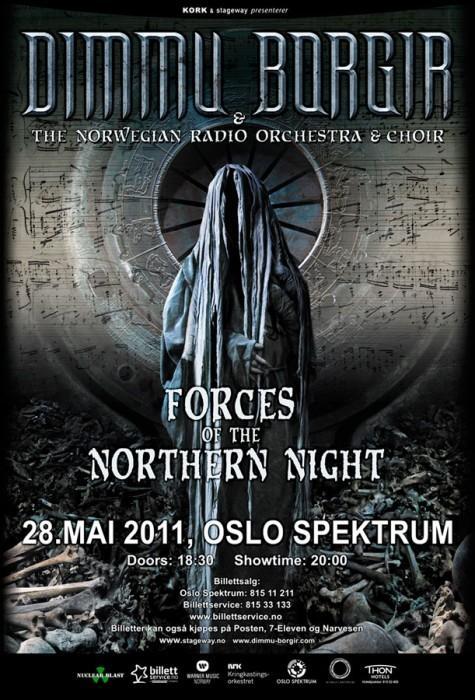 KORK & stageway presenterer
DIMMU BORGIR
&
THE NORWEGIAN RADIO ORCHESTRA & CHOIR
FORCES
OF THE
NORTHERN NIGHT
28.MAI 2011, OSLO SPEKTRUM
Doors: 18:30 Showtime: 20:00
Billettsalg:
Oslo Spektrum: 815 11 211
Billettservice: 815 33 133
www.billettservice.no
Billetter kan også kjøpes på Posten, 7-Eleven og Narvesen
www.stageway.no www.dimmu-borgir.com
NUCLEAR BLAST
billett
service.no
WARNER MUSIC
NORWAY
NRK
Kringkastings-
orkestret
OSLO SPEKTRUM
THON
HOTELS